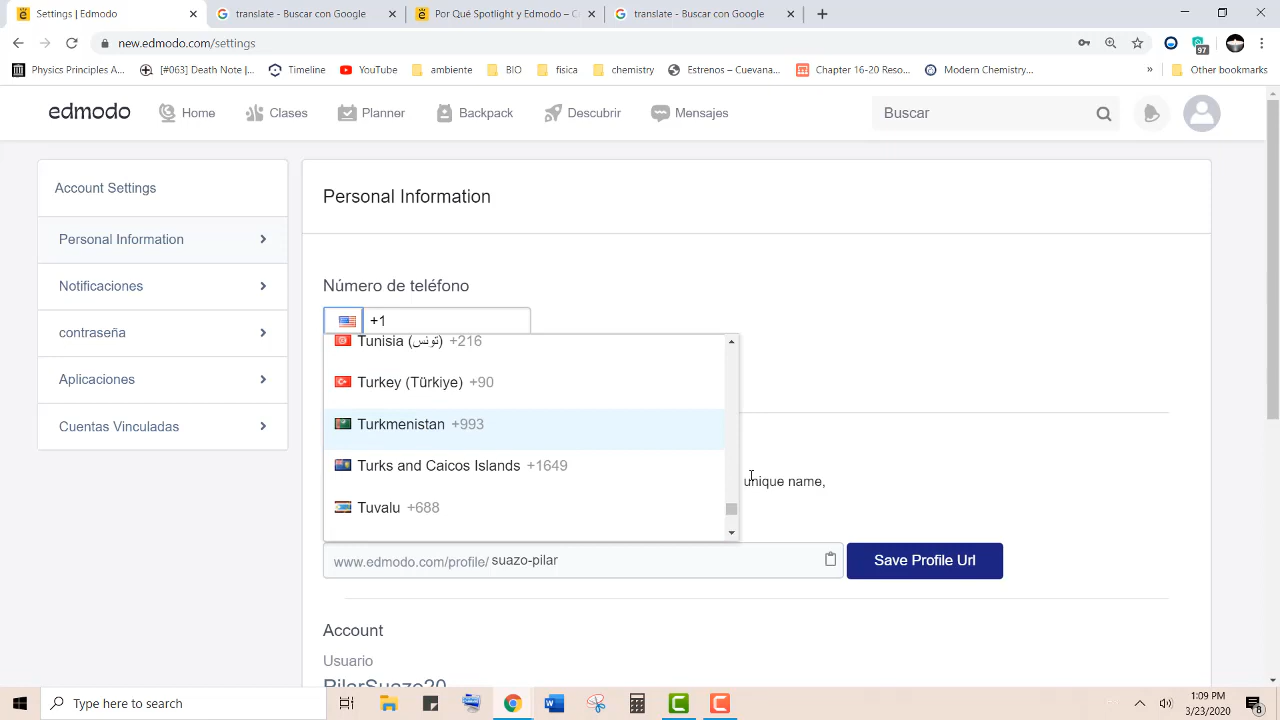 translate - Buscar con Google
Por Qué Spotlight y Edmodo – C
translate - Buscar con Google
new.edmodo.com/settings
97
Physics Principles A...
[#063] Death Note J...
Timeline
YouTube
ambiente
BIO
fisica
chemistry
Estrenos – Cuevana...
Chapter 16-20 Reso...
Modern Chemistry...
»
Other bookmarks
edmodo
Home
Clases
Planner
Backpack
Descubrir
Mensajes
Buscar
Account Settings
Personal Information
Notificaciones
contraseña
Aplicaciones
Cuentas Vinculadas
Personal Information
Número de teléfono
+1
Tunisia (تونس) +216
Turkey (Türkiye) +90
Turkmenistan +993
Turks and Caicos Islands +1649
Tuvalu +688
unique name,
www.edmodo.com/profile/ suazo-pilar
Save Profile Url
Account
Usuario
PilarSuazo20
Type here to search
1:09 PM
3/23/2020
8